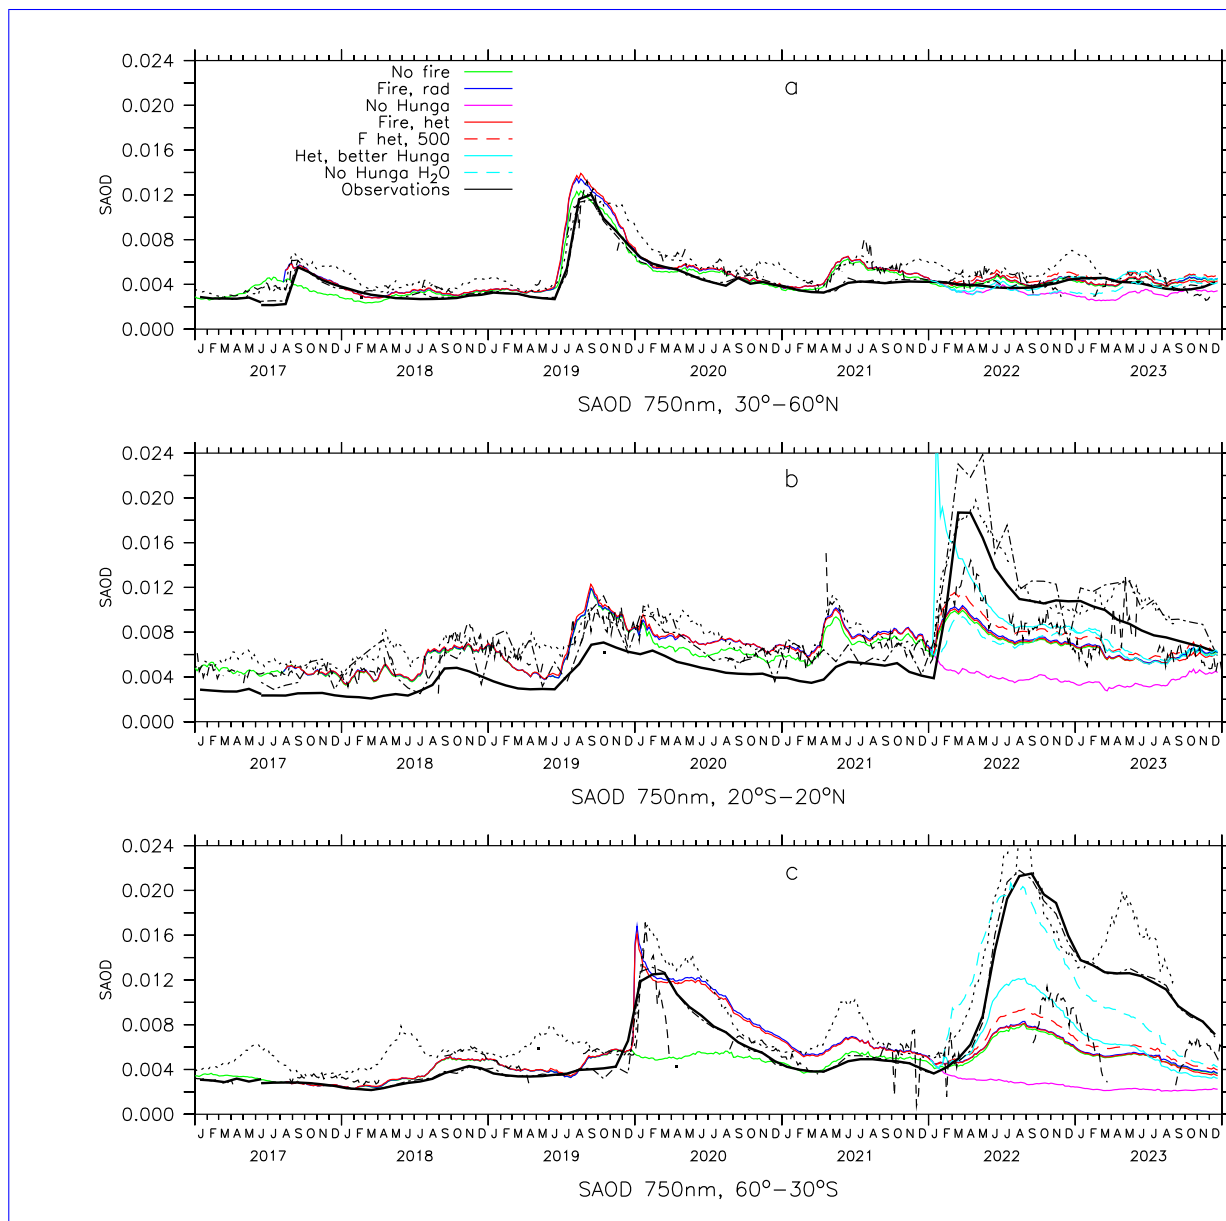 a
No fire
Fire, rad
No Hunga
Fire, het
F het, 500
Het, better Hunga
No Hunga H₂O
Observations
SAOD
0.024
0.020
0.016
0.012
0.008
0.004
0.000
J F M A M J J A S O N D J F M A M J J A S O N D J F M A M J J A S O N D J F M A M J J A S O N D J F M A M J J A S O N D J F M A M J J A S O N D J F M A M J J A S O N D
2017 2018 2019 2020 2021 2022 2023
SAOD 750nm, 30°−60°N
b
SAOD
0.024
0.020
0.016
0.012
0.008
0.004
0.000
J F M A M J J A S O N D J F M A M J J A S O N D J F M A M J J A S O N D J F M A M J J A S O N D J F M A M J J A S O N D J F M A M J J A S O N D J F M A M J J A S O N D
2017 2018 2019 2020 2021 2022 2023
SAOD 750nm, 20°S−20°N
c
SAOD
0.024
0.020
0.016
0.012
0.008
0.004
0.000
J F M A M J J A S O N D J F M A M J J A S O N D J F M A M J J A S O N D J F M A M J J A S O N D J F M A M J J A S O N D J F M A M J J A S O N D J F M A M J J A S O N D
2017 2018 2019 2020 2021 2022 2023
SAOD 750nm, 60°−30°S